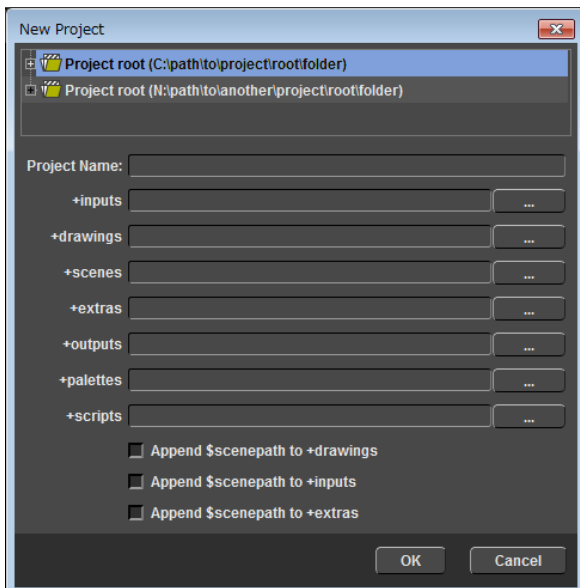 New Project
Project root (C:\path\to\project\root\folder)
Project root (N:\path\to\another\project\root\folder)
Project Name:
+inputs ...
+drawings ...
+scenes ...
+extras ...
+outputs ...
+palettes ...
+scripts ...
Append $scenepath to +drawings
Append $scenepath to +inputs
Append $scenepath to +extras
OK Cancel